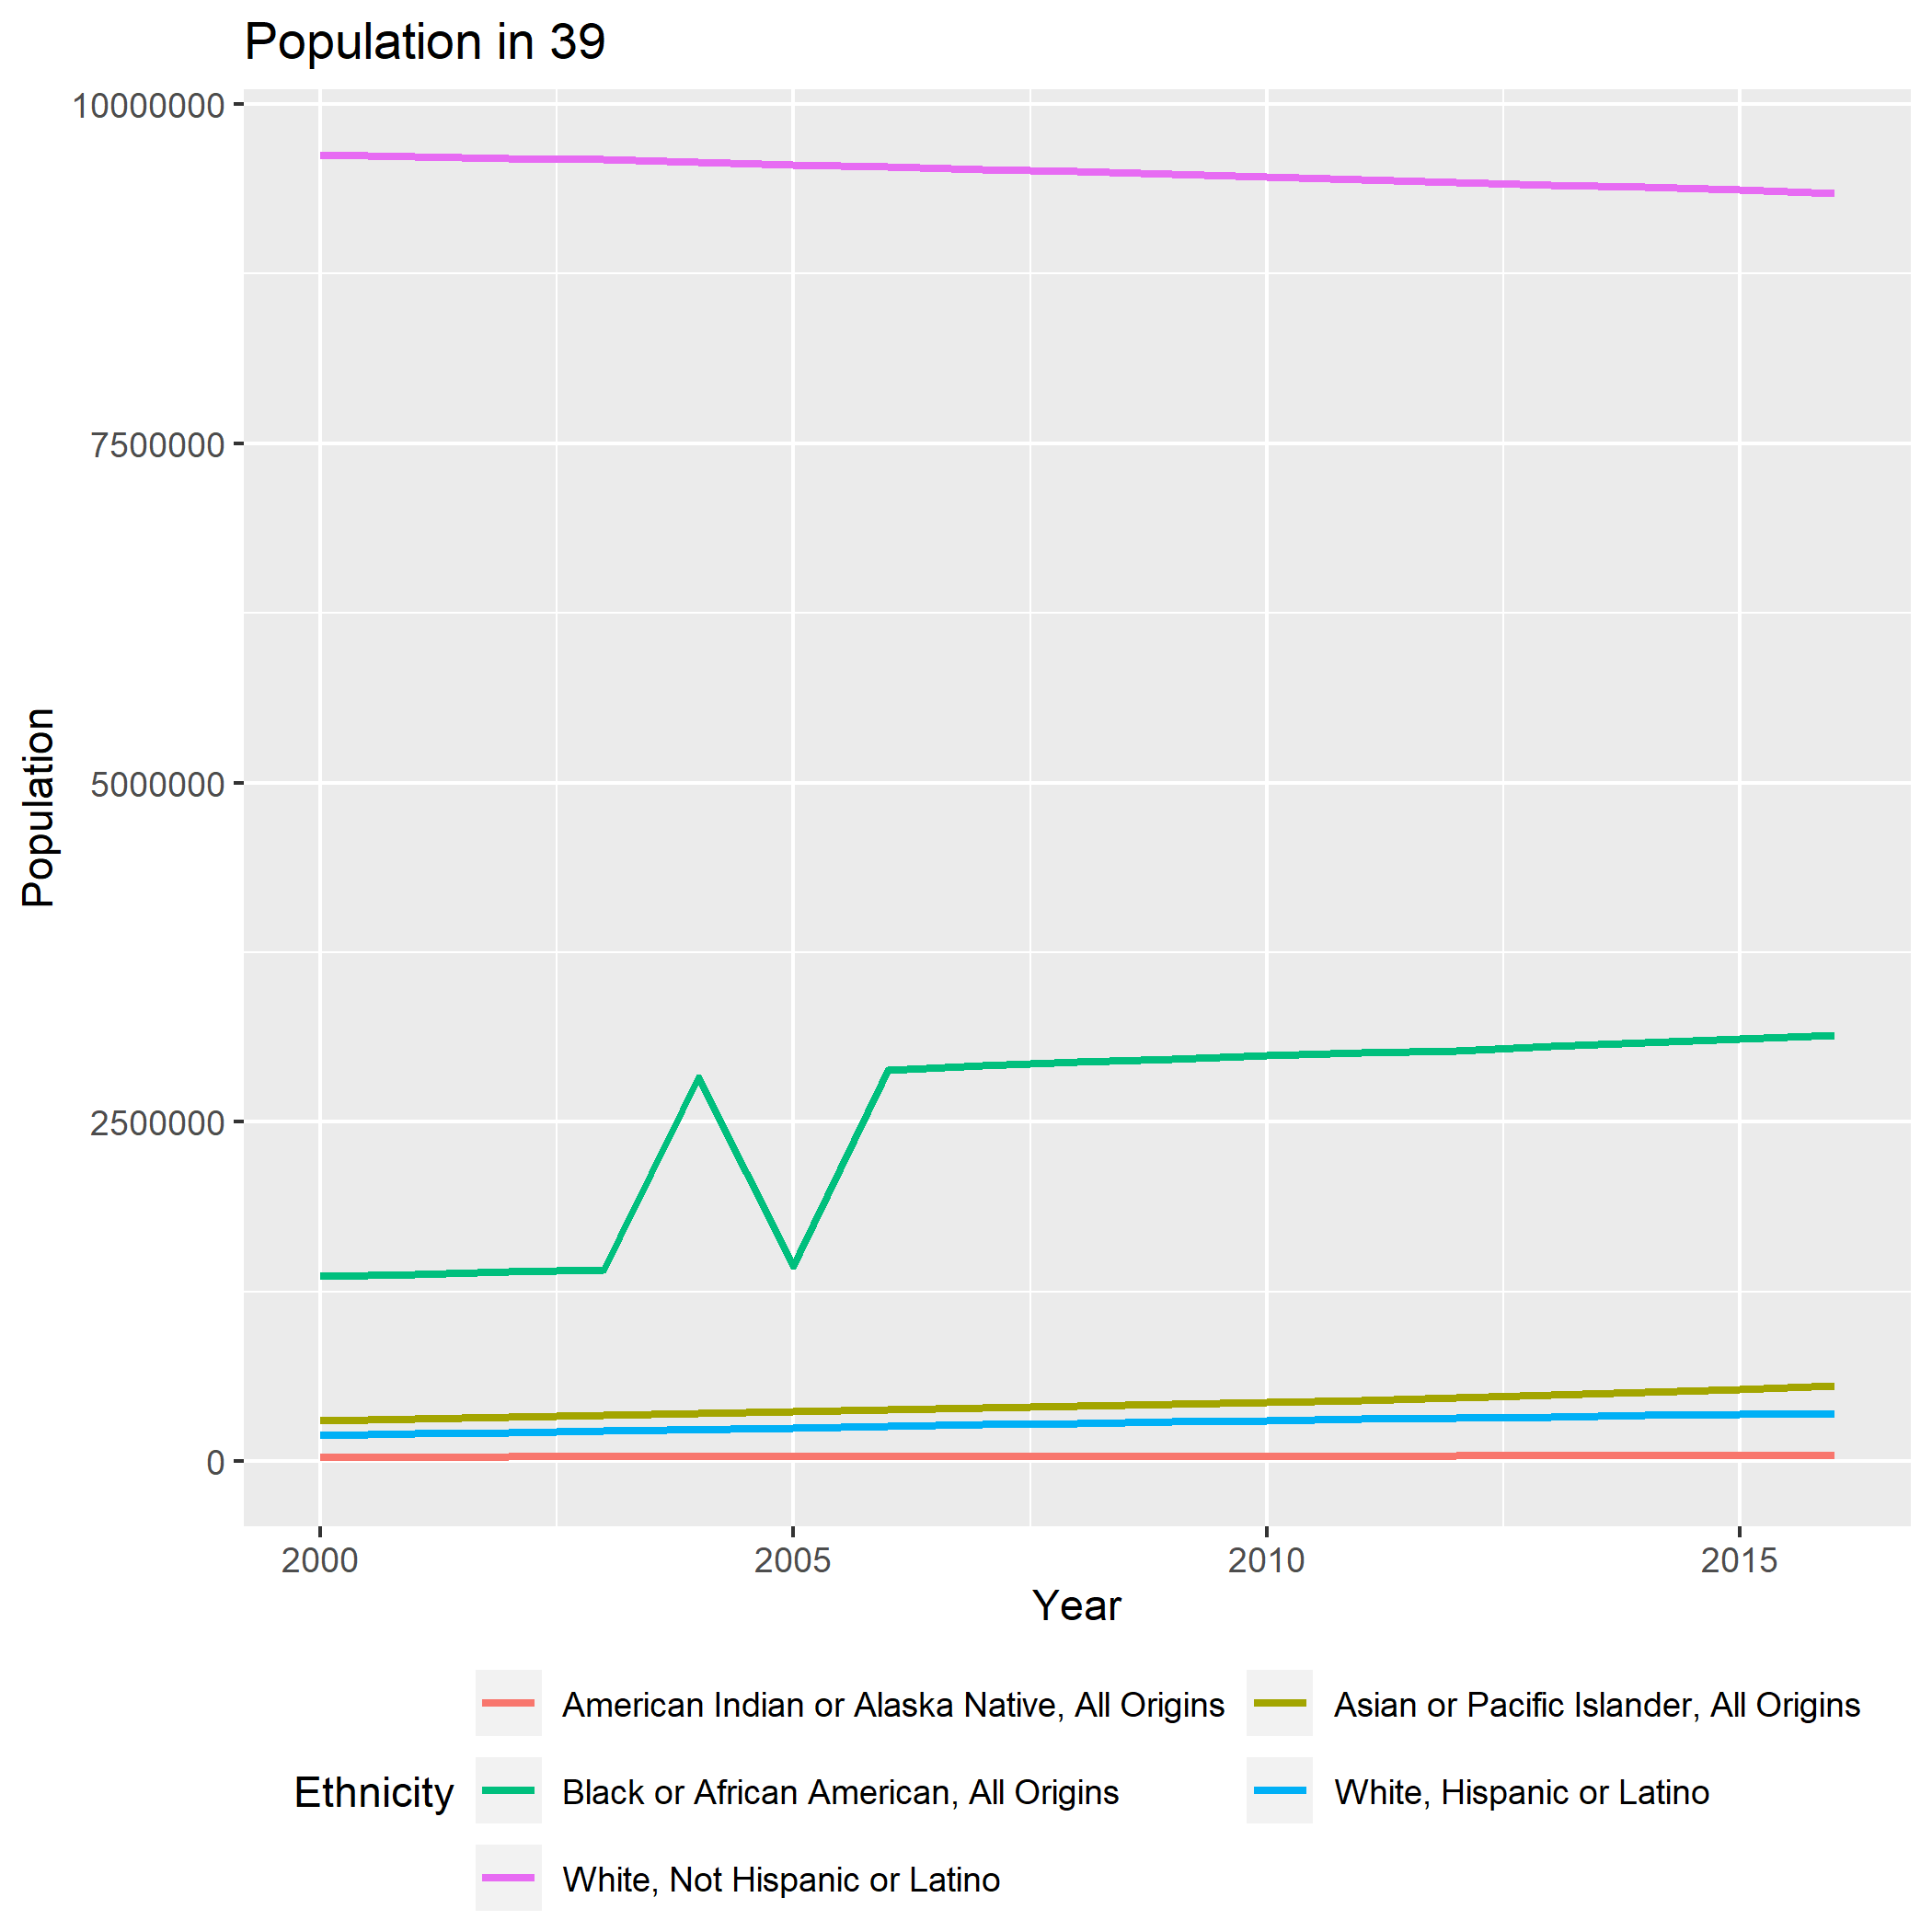 Population in 39
10000000
7500000
5000000
2500000
0
Population
2000 2005 2010 2015
Year
Ethnicity
American Indian or Alaska Native, All Origins
Asian or Pacific Islander, All Origins
Black or African American, All Origins
White, Hispanic or Latino
White, Not Hispanic or Latino